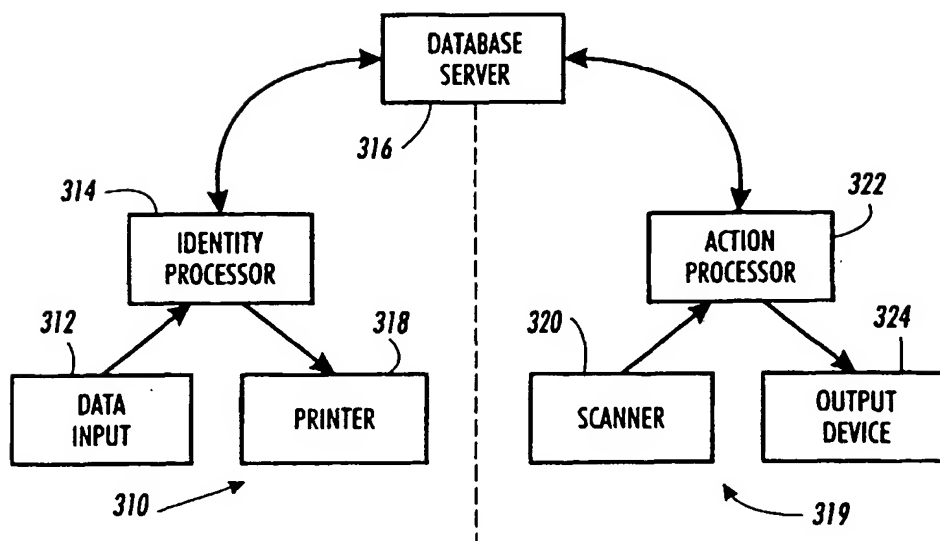 DATABASE
SERVER
316
314
322
IDENTITY
PROCESSOR
ACTION
PROCESSOR
312
318
320
324
DATA
INPUT
PRINTER
SCANNER
OUTPUT
DEVICE
310
319